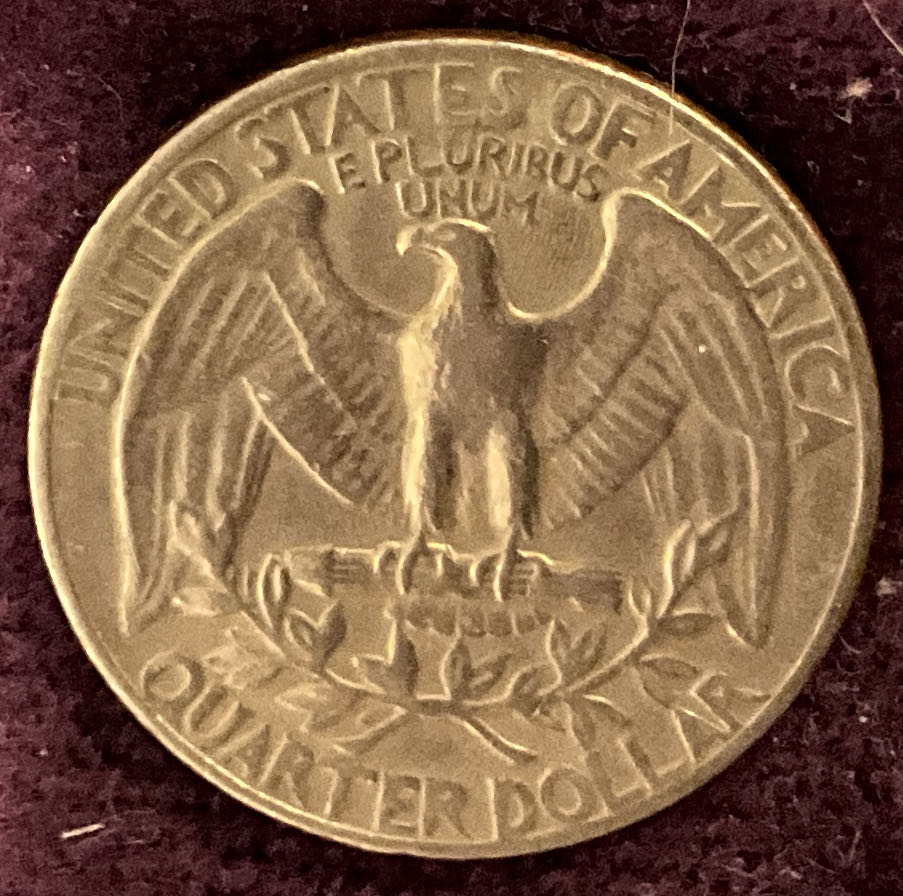 UNITED STATES OF AMERICA
E PLURIBUS
UNUM
QUARTER DOLLAR